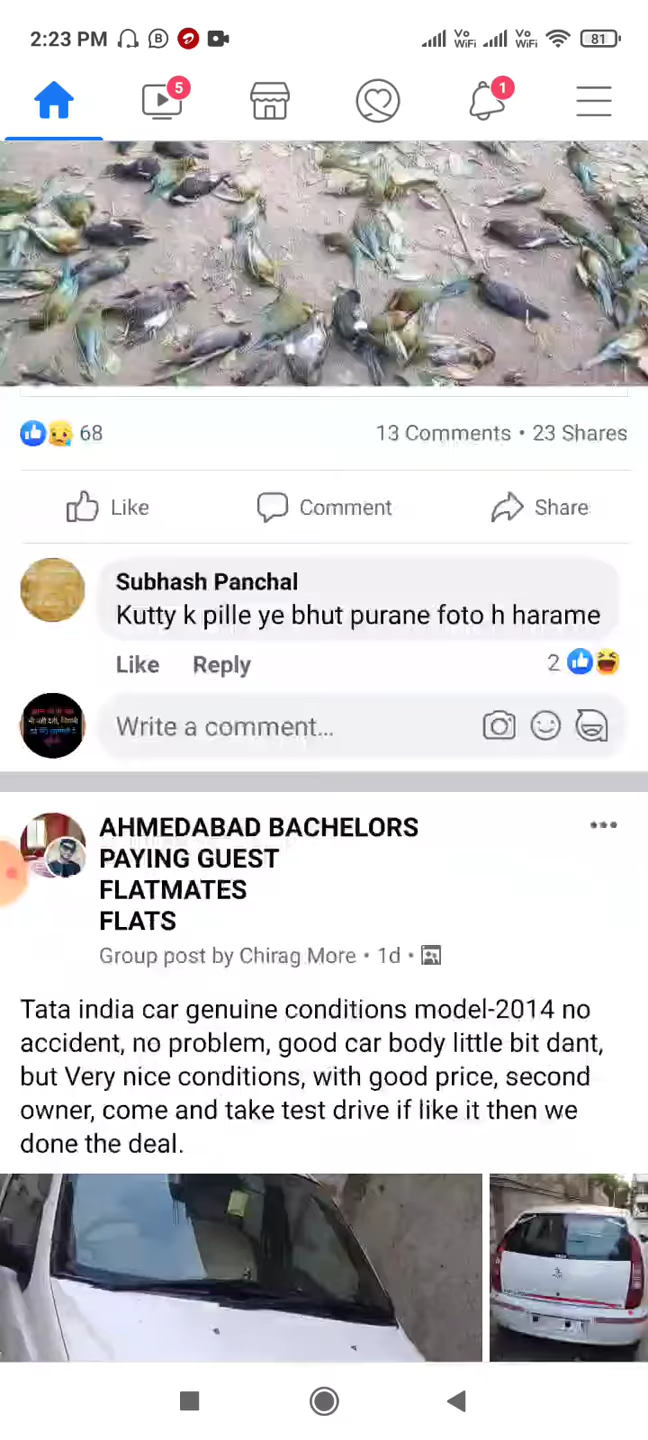 2:23 PM
Vo WiFi Vo WiFi 81
5
1
68
13 Comments • 23 Shares
Like Comment Share
Subhash Panchal
Kutty k pille ye bhut purane foto h harame
Like Reply 2
Write a comment...
AHMEDABAD BACHELORS
PAYING GUEST
FLATMATES
FLATS
Group post by Chirag More • 1d •
Tata india car genuine conditions model-2014 no
accident, no problem, good car body little bit dant,
but Very nice conditions, with good price, second
owner, come and take test drive if like it then we
done the deal.